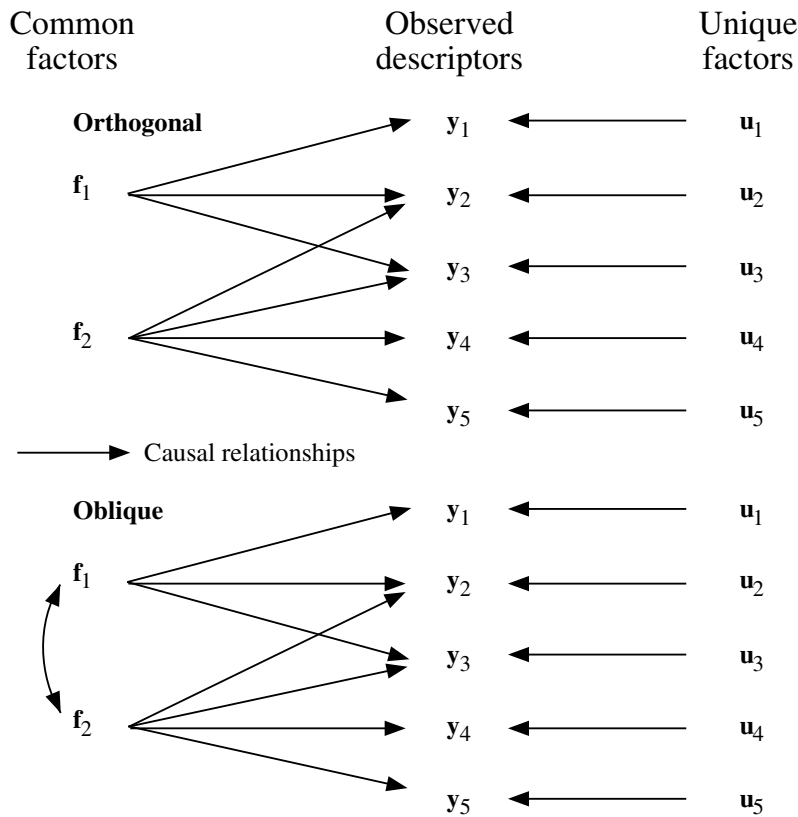 Common factors
Observed descriptors
Unique factors
Orthogonal
y1
u1
f1
y2
u2
y3
u3
f2
y4
u4
y5
u5
Causal relationships
Oblique
y1
u1
f1
y2
u2
y3
u3
f2
y4
u4
y5
u5